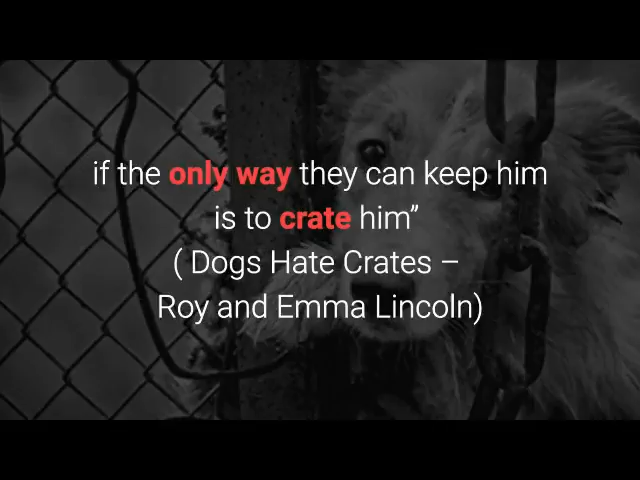 if the only way they can keep him
is to crate him”
( Dogs Hate Crates –
Roy and Emma Lincoln)